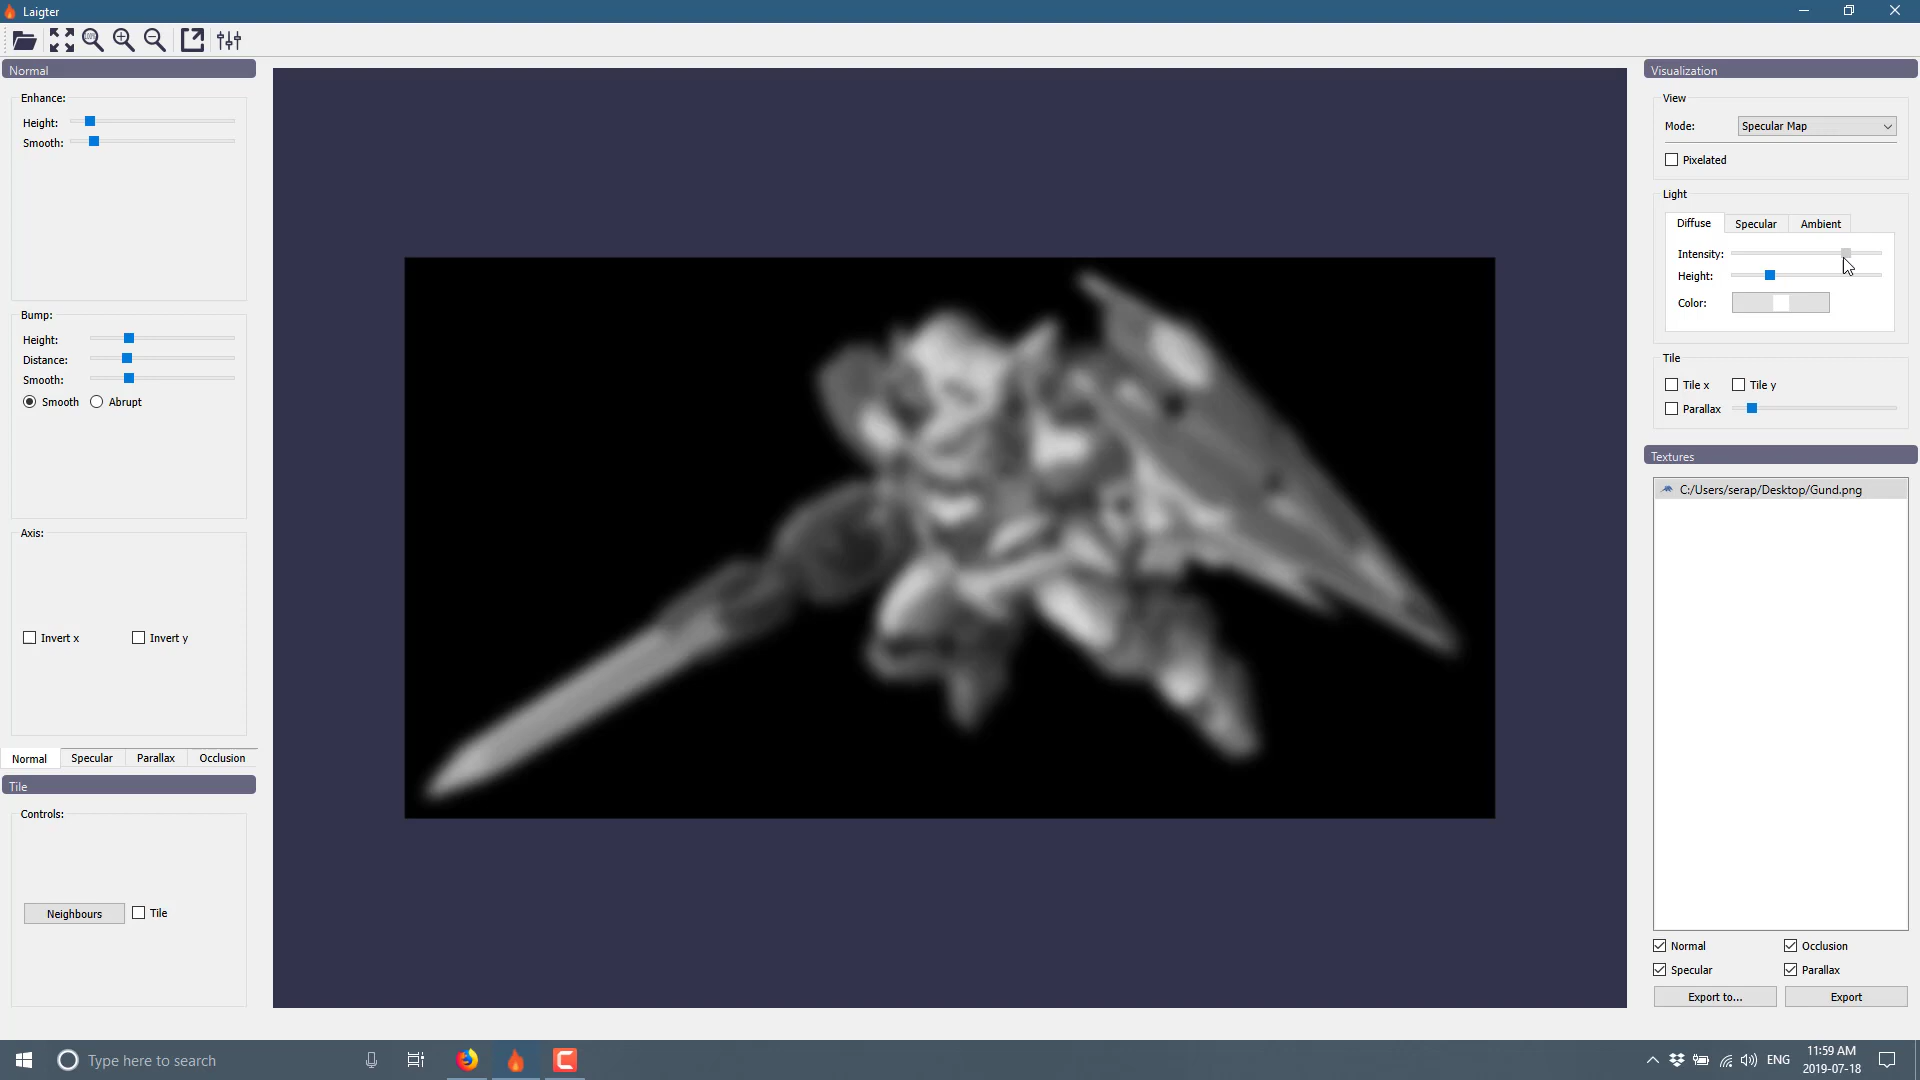 Laigter
100%
Normal
Enhance:
Height:
Smooth:
Bump:
Height:
Distance:
Smooth:
Smooth Abrupt
Axis:
Invert x Invert y
Normal Specular Parallax Occlusion
Tile
Controls:
Neighbours Tile
Visualization
View
Mode: Specular Map
Pixelated
Light
Diffuse Specular Ambient
Intensity:
Height:
Color:
Tile
Tile x Tile y
Parallax
Textures
C:/Users/serap/Desktop/Gund.png
Normal Occlusion
Specular Parallax
Export to... Export
Type here to search
ENG
11:59 AM
2019-07-18